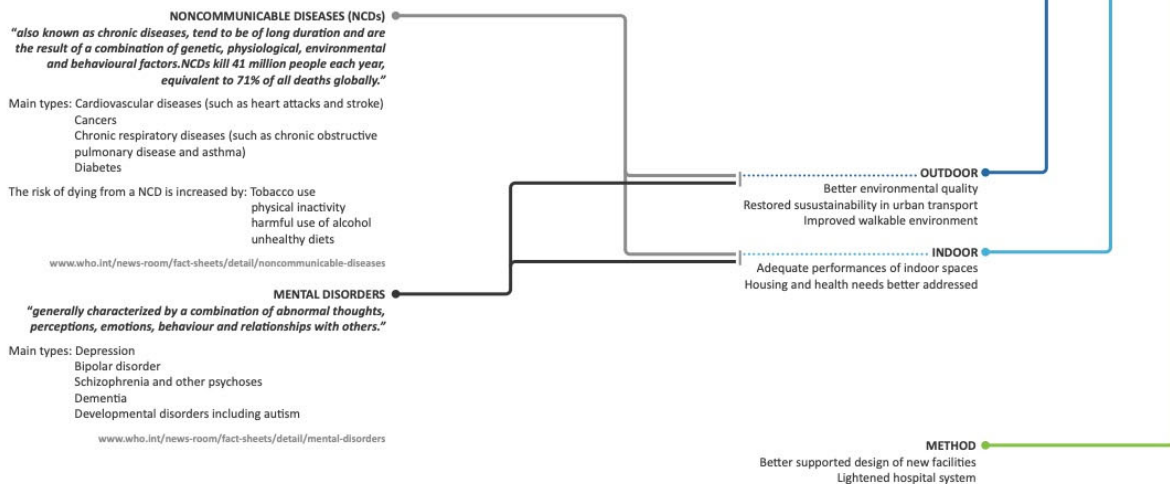 NONCOMMUNICABLE DISEASES (NCDs)
"also known as chronic diseases, tend to be of long duration and are
the result of a combination of genetic, physiological, environmental
and behavioural factors.NCDs kill 41 million people each year,
equivalent to 71% of all deaths globally."
Main types: Cardiovascular diseases (such as heart attacks and stroke)
Cancers
Chronic respiratory diseases (such as chronic obstructive
pulmonary disease and asthma)
Diabetes
The risk of dying from a NCD is increased by: Tobacco use
physical inactivity
harmful use of alcohol
unhealthy diets
www.who.int/news-room/fact-sheets/detail/noncommunicable-diseases
MENTAL DISORDERS
"generally characterized by a combination of abnormal thoughts,
perceptions, emotions, behaviour and relationships with others."
Main types: Depression
Bipolar disorder
Schizophrenia and other psychoses
Dementia
Developmental disorders including autism
www.who.int/news-room/fact-sheets/detail/mental-disorders
OUTDOOR
Better environmental quality
Restored susustainability in urban transport
Improved walkable environment
INDOOR
Adequate performances of indoor spaces
Housing and health needs better addressed
METHOD
Better supported design of new facilities
Lightened hospital system